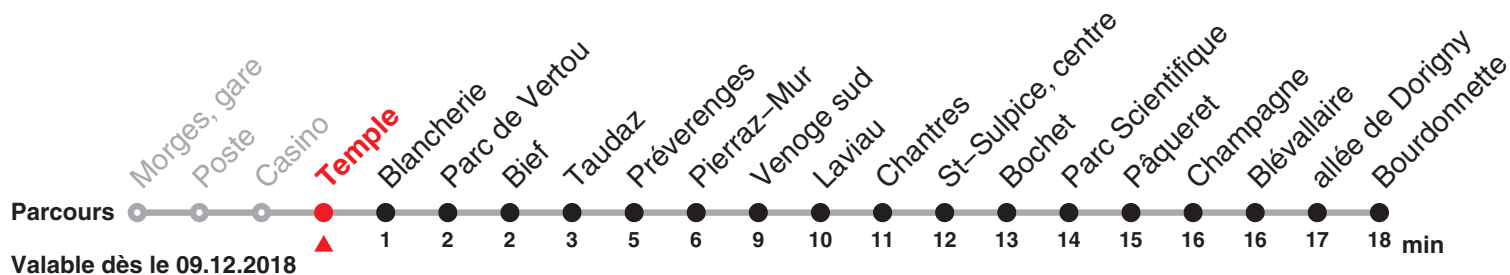 Morges, gare
Poste
Casino
Temple
Blancherie
Parc de Vertou
Bief
Taudaz
Préverenges
Pierraz–Mur
Venoge sud
Laviau
Chantres
St–Sulpice, centre
Bochet
Parc Scientifique
Pâqueret
Champagne
Blévallaire
allée de Dorigny
Bourdonnette
Parcours
1 2 2 3 5 6 9 10 11 12 13 14 15 16 16 17 18 min
Valable dès le 09.12.2018